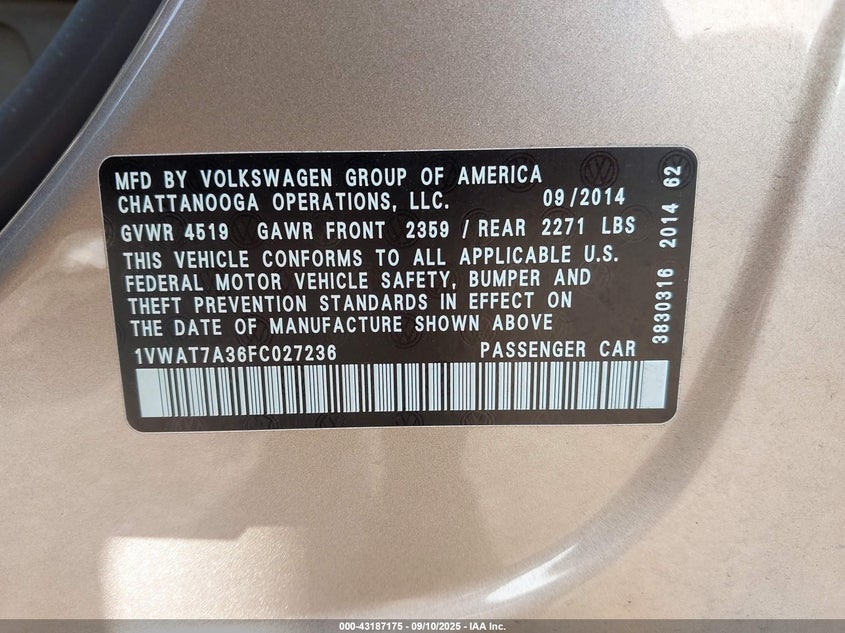 MFD BY VOLKSWAGEN GROUP OF AMERICA
CHATTANOOGA OPERATIONS, LLC. 09/2014
GVWR 4519 GAWR FRONT 2359 / REAR 2271 LBS
THIS VEHICLE CONFORMS TO ALL APPLICABLE U.S.
FEDERAL MOTOR VEHICLE SAFETY, BUMPER AND
THEFT PREVENTION STANDARDS IN EFFECT ON
THE DATE OF MANUFACTURE SHOWN ABOVE
1VWAT7A36FC027236 PASSENGER CAR
3830316 2014 62
000-43187175 - 09/10/2025 - IAA Inc.